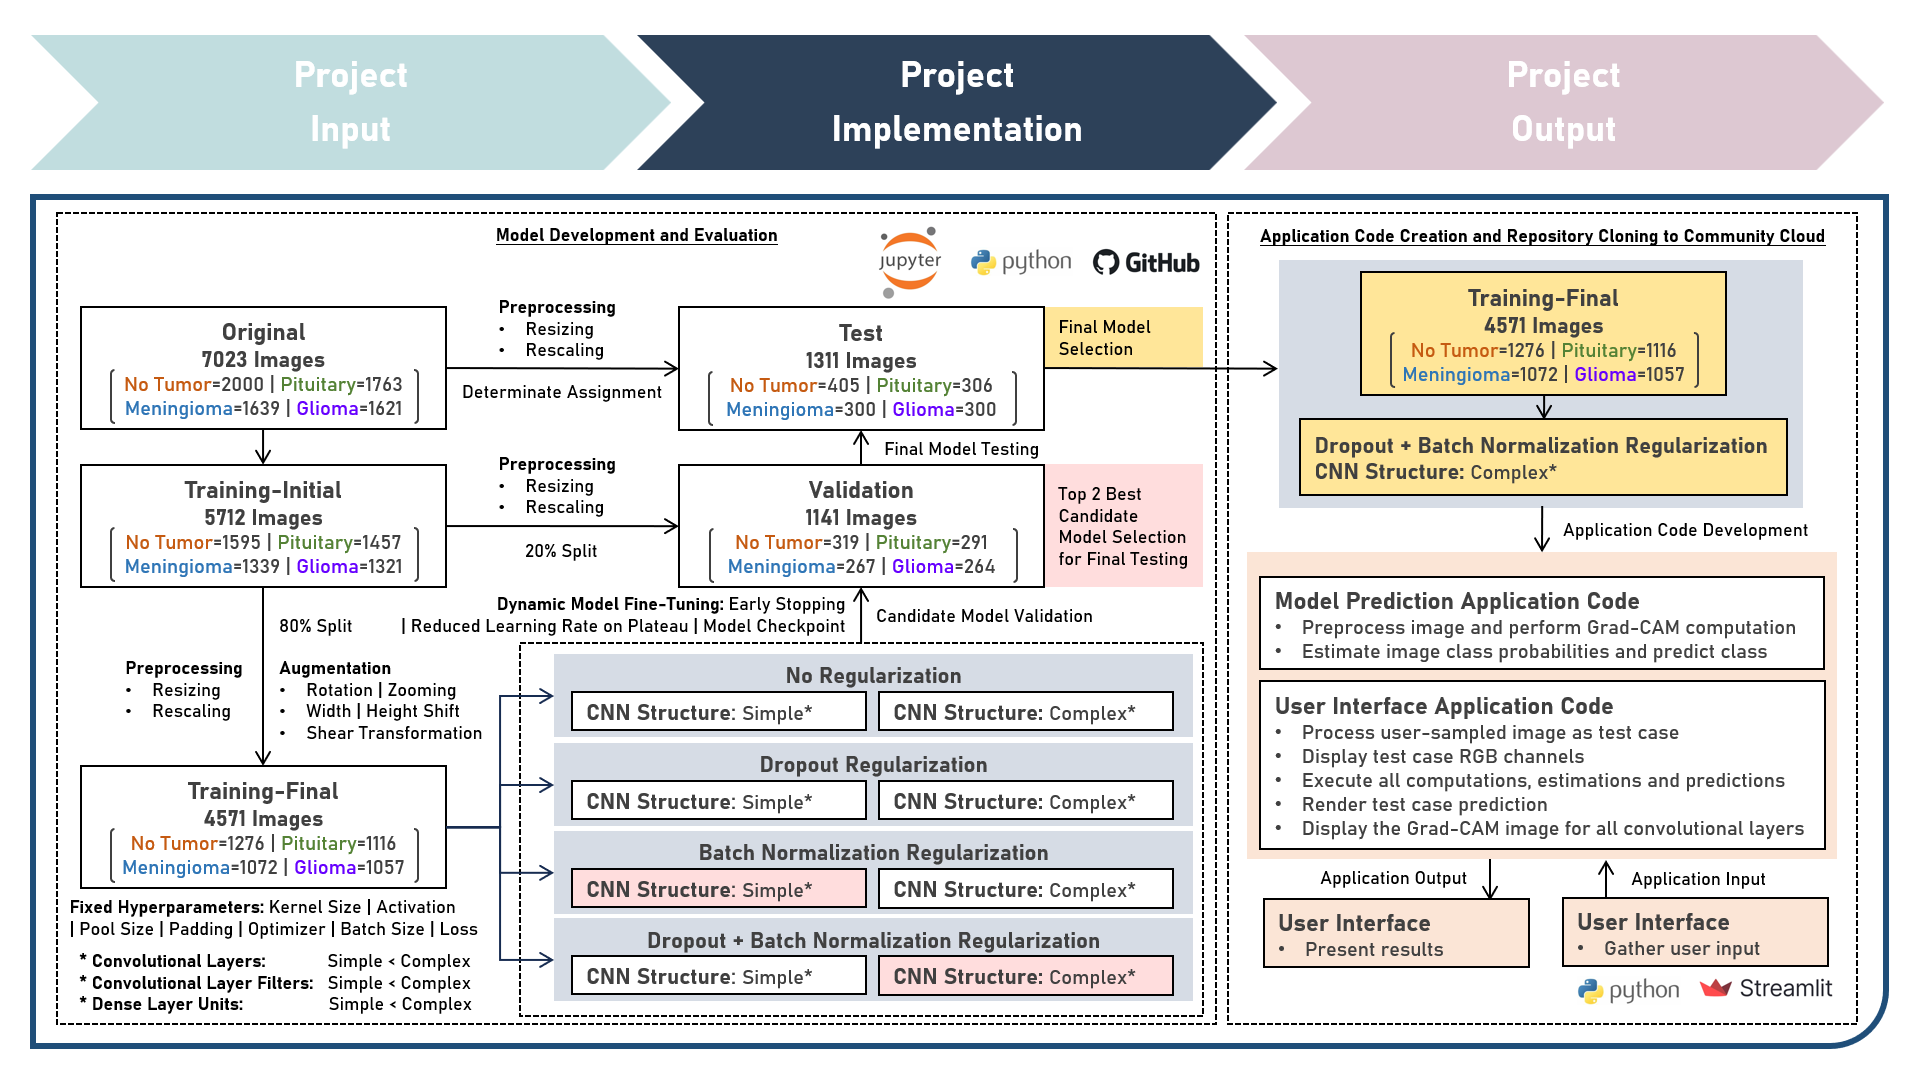 Project
Input
Project
Implementation
Project
Output
Model Development and Evaluation
jupyter
python
GitHub
Original
7023 Images
No Tumor=2000 | Pituitary=1763
Meningioma=1639 | Glioma=1621
Preprocessing
• Resizing
• Rescaling
Determinate Assignment
Test
1311 Images
No Tumor=405 | Pituitary=306
Meningioma=300 | Glioma=300
Final Model
Selection
Final Model Testing
Training-Initial
5712 Images
No Tumor=1595 | Pituitary=1457
Meningioma=1339 | Glioma=1321
Preprocessing
• Resizing
• Rescaling
20% Split
Validation
1141 Images
No Tumor=319 | Pituitary=291
Meningioma=267 | Glioma=264
Top 2 Best
Candidate
Model Selection
for Final Testing
Dynamic Model Fine-Tuning: Early Stopping
| Reduced Learning Rate on Plateau | Model Checkpoint
Candidate Model Validation
80% Split
Preprocessing
• Resizing
• Rescaling
Augmentation
• Rotation | Zooming
• Width | Height Shift
• Shear Transformation
Training-Final
4571 Images
No Tumor=1276 | Pituitary=1116
Meningioma=1072 | Glioma=1057
Fixed Hyperparameters: Kernel Size | Activation
| Pool Size | Padding | Optimizer | Batch Size | Loss
* Convolutional Layers: Simple < Complex
* Convolutional Layer Filters: Simple < Complex
* Dense Layer Units: Simple < Complex
No Regularization
CNN Structure: Simple*
CNN Structure: Complex*
Dropout Regularization
CNN Structure: Simple*
CNN Structure: Complex*
Batch Normalization Regularization
CNN Structure: Simple*
CNN Structure: Complex*
Dropout + Batch Normalization Regularization
CNN Structure: Simple*
CNN Structure: Complex*
Application Code Creation and Repository Cloning to Community Cloud
Training-Final
4571 Images
No Tumor=1276 | Pituitary=1116
Meningioma=1072 | Glioma=1057
Dropout + Batch Normalization Regularization
CNN Structure: Complex*
Application Code Development
Model Prediction Application Code
• Preprocess image and perform Grad-CAM computation
• Estimate image class probabilities and predict class
User Interface Application Code
• Process user-sampled image as test case
• Display test case RGB channels
• Execute all computations, estimations and predictions
• Render test case prediction
• Display the Grad-CAM image for all convolutional layers
Application Output
Application Input
User Interface
• Present results
User Interface
• Gather user input
python
Streamlit